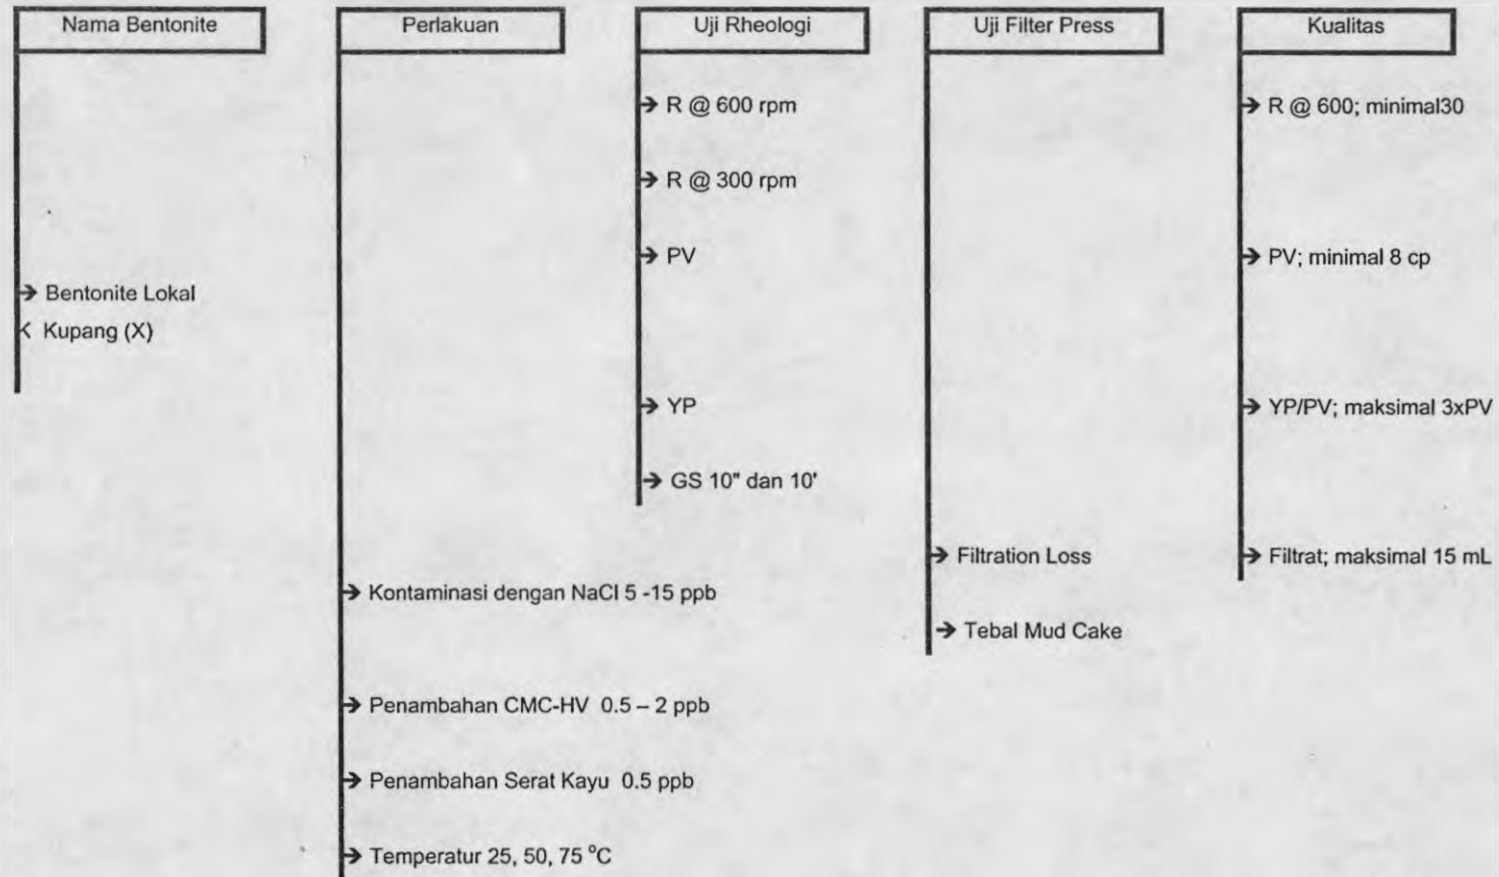 Nama Bentonite
Bentonite Lokal
Kupang (X)
Perlakuan
Kontaminasi dengan NaCl 5 -15 ppb
Penambahan CMC-HV 0.5 – 2 ppb
Penambahan Serat Kayu 0.5 ppb
Temperatur 25, 50, 75 °C
Uji Rheologi
R @ 600 rpm
R @ 300 rpm
PV
YP
GS 10" dan 10'
Uji Filter Press
Filtration Loss
Tebal Mud Cake
Kualitas
R @ 600; minimal30
PV; minimal 8 cp
YP/PV; maksimal 3xPV
Filtrat; maksimal 15 mL